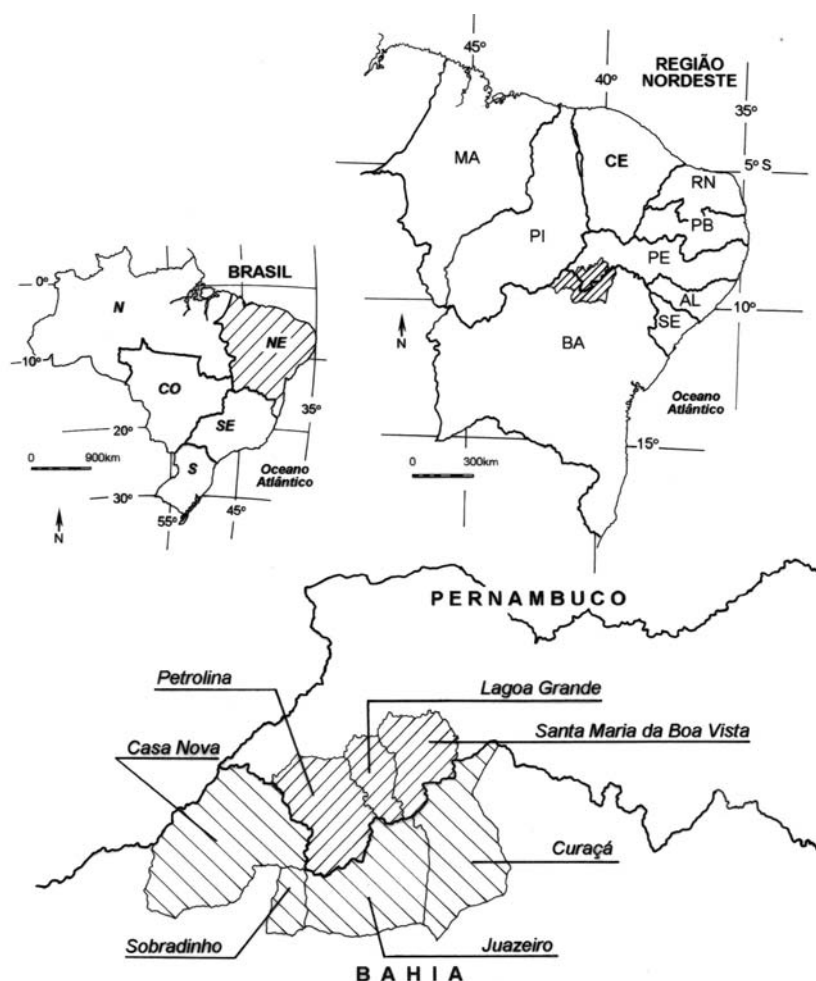 45º
REGIÃO
NORDESTE
40º
35º
5º S
MA
CE
RN
PB
PI
PE
AL
10º
SE
BA
N
Oceano
Atlântico
15º
0 300km
BRASIL
0º
N
NE
10º
CO
35º
SE
20º
0 900km
S
Oceano
Atlântico
30º
55º
45º
N
PERNAMBUCO
Petrolina
Lagoa Grande
Santa Maria da Boa Vista
Casa Nova
Curaçá
Sobradinho
Juazeiro
BAHIA